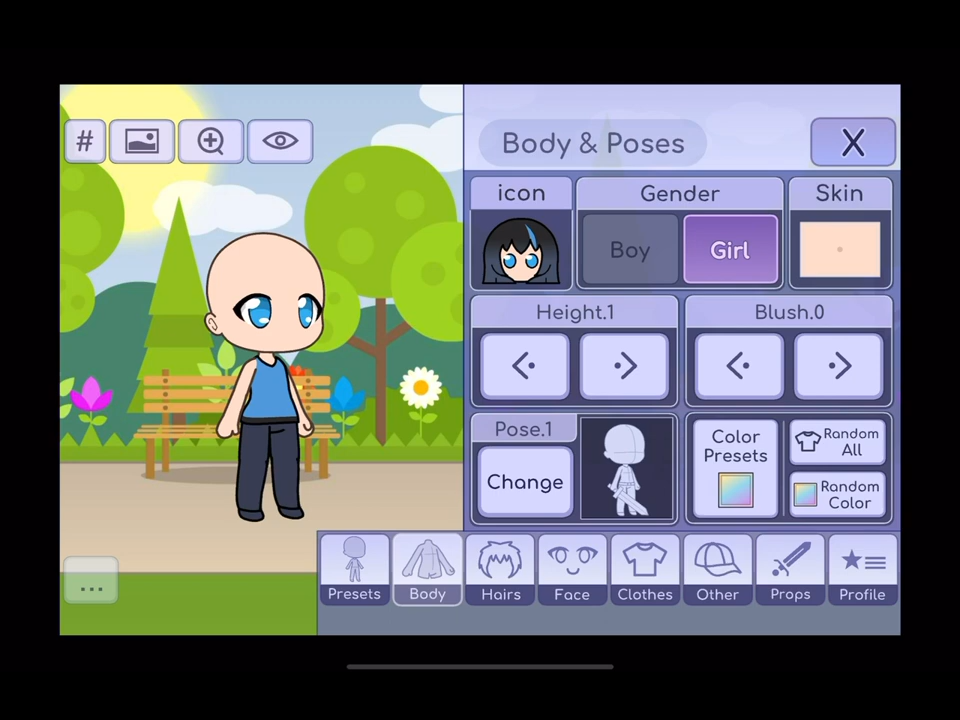 #
Body & Poses
X
icon
Gender
Skin
Boy
Girl
Height.1
Blush.0
Pose.1
Change
Color
Presets
Random
All
Random
Color
...
Presets
Body
Hairs
Face
Clothes
Other
Props
Profile